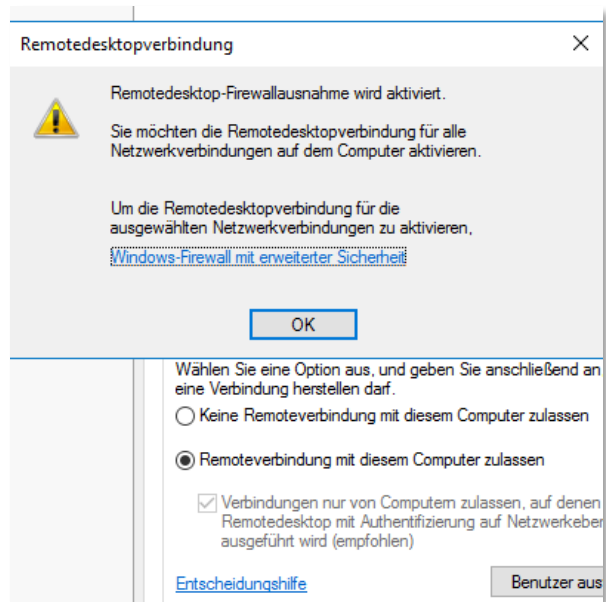 Remotedesktopverbindung
Remotedesktop-Firewallausnahme wird aktiviert.
Sie möchten die Remotedesktopverbindung für alle
Netzwerkverbindungen auf dem Computer aktivieren.
Um die Remotedesktopverbindung für die
ausgewählten Netzwerkverbindungen zu aktivieren,
Windows-Firewall mit erweiterter Sicherheit
OK
Wählen Sie eine Option aus, und geben Sie anschließend an
eine Verbindung herstellen darf.
Keine Remoteverbindung mit diesem Computer zulassen
Remoteverbindung mit diesem Computer zulassen
Verbindungen nur von Computern zulassen, auf denen
Remotedesktop mit Authentifizierung auf Netzwerkeber
ausgeführt wird (empfohlen)
Entscheidungshilfe
Benutzer aus